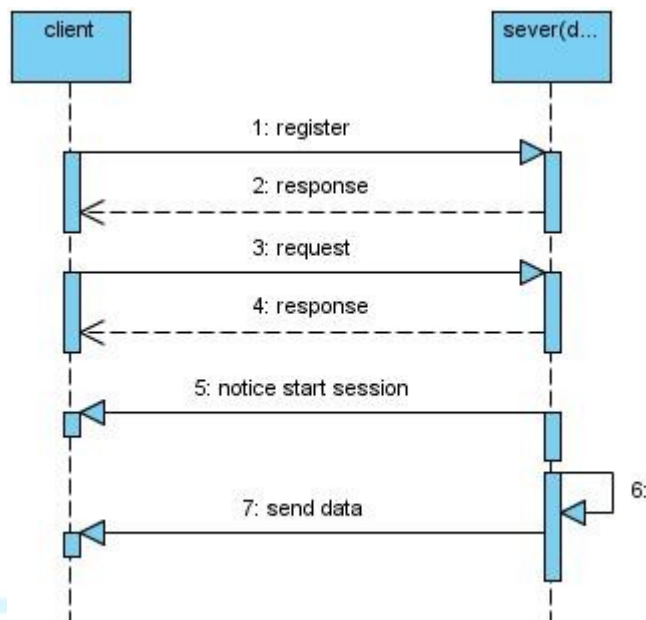 client
sever(d...
1: register
2: response
3: request
4: response
5: notice start session
6:
7: send data